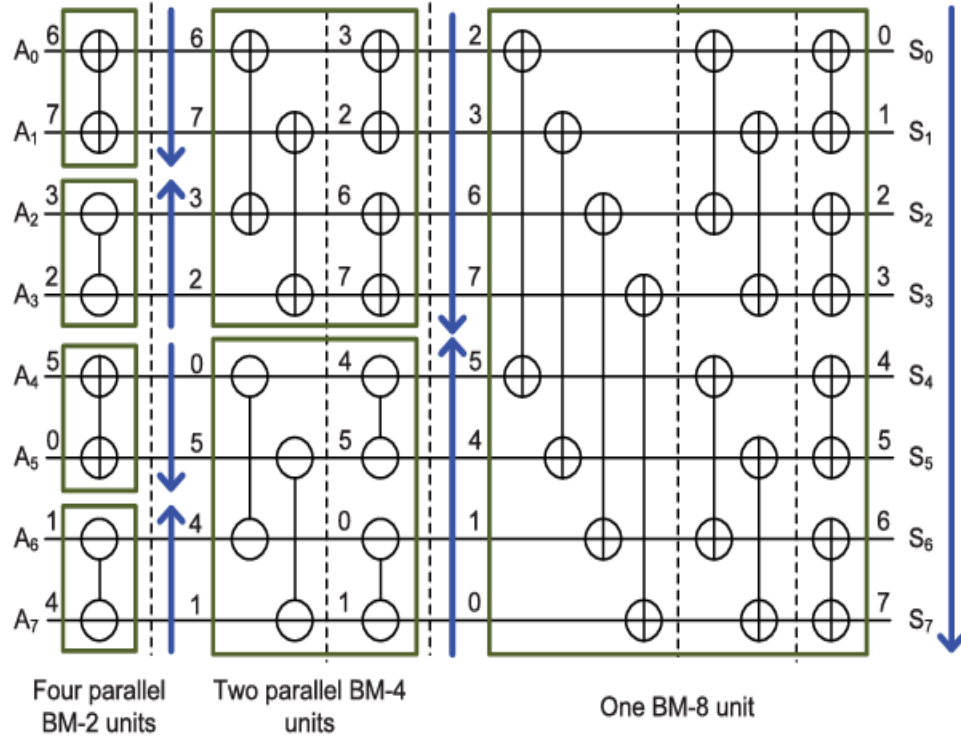 A0 6 6 3 2 0 S0
A1 7 7 2 3 1 S1
A2 3 3 6 6 2 S2
A3 2 2 7 7 3 S3
A4 5 0 4 5 4 S4
A5 0 5 5 4 5 S5
A6 1 4 0 1 6 S6
A7 4 1 1 0 7 S7
Four parallel
BM-2 units
Two parallel BM-4
units
One BM-8 unit